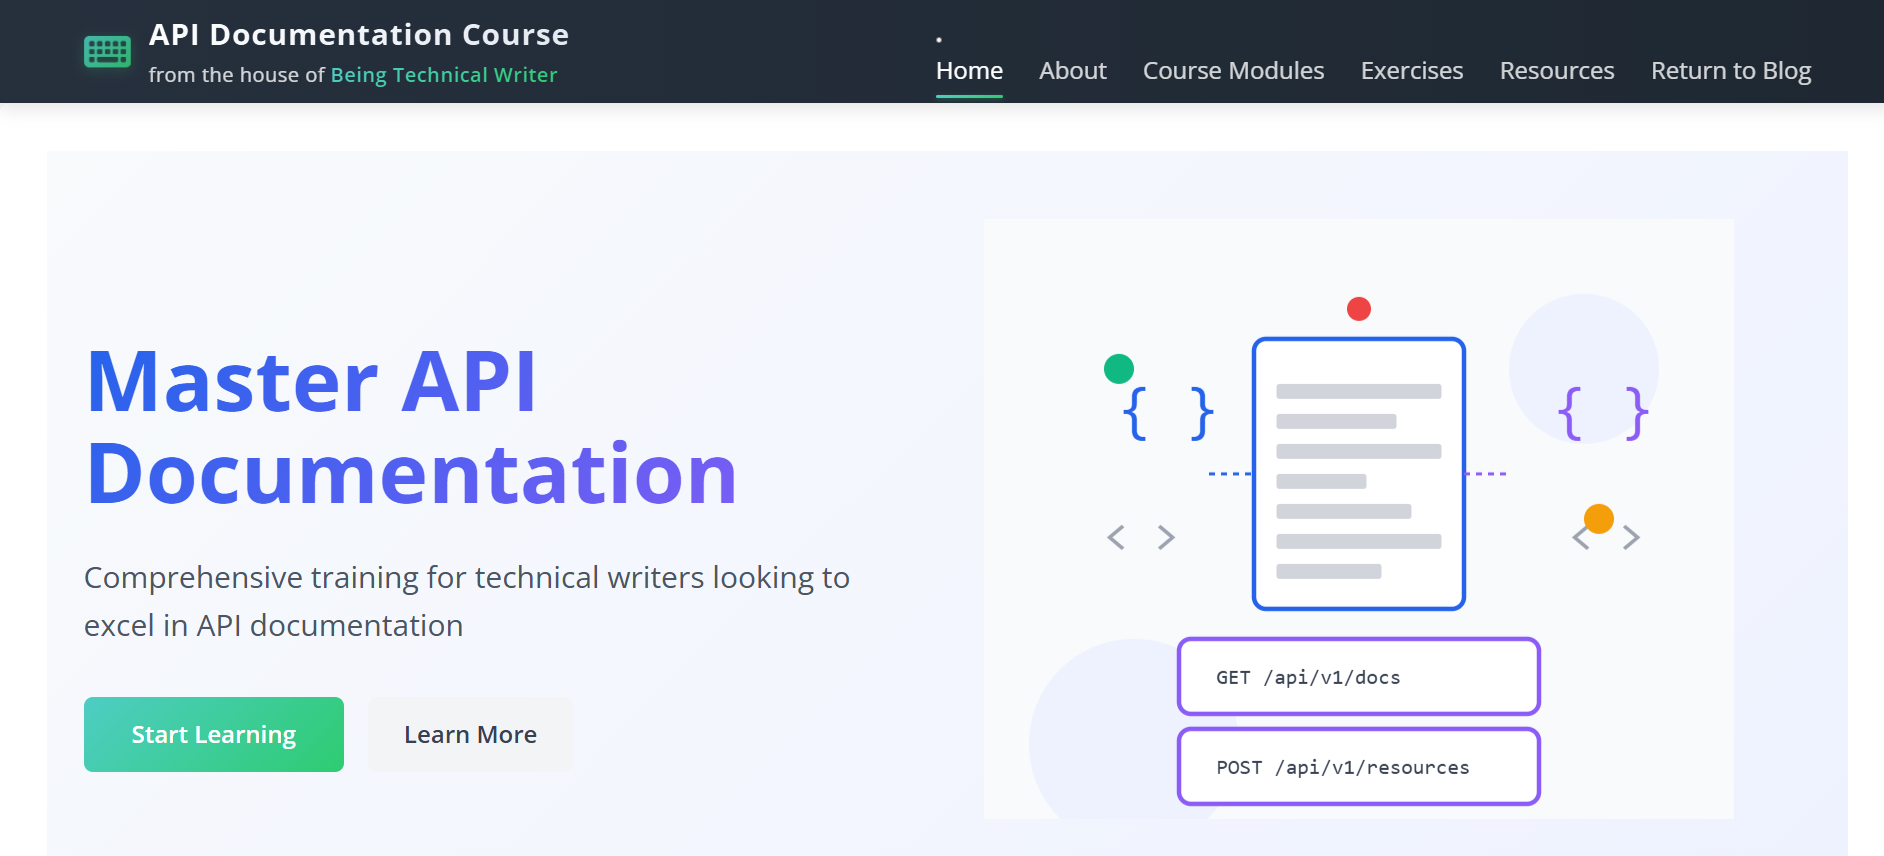 API Documentation Course
from the house of Being Technical Writer
Home About Course Modules Exercises Resources Return to Blog
Master API
Documentation
Comprehensive training for technical writers looking to
excel in API documentation
Start Learning Learn More
{ } { }
< > < >
GET /api/v1/docs
POST /api/v1/resources